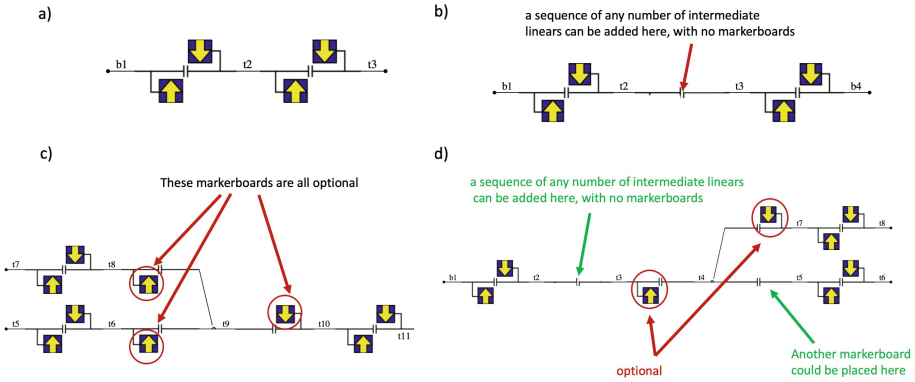 a)
b1
t2
t3
b)
a sequence of any number of intermediate
linears can be added here, with no markerboards
b1
t2
t3
b4
c)
These markerboards are all optional
t7
t8
t5
t6
t9
t10
t11
d)
a sequence of any number of intermediate linears
can be added here, with no markerboards
t7
t8
b1
t2
t3
t4
t5
t6
optional
Another markerboard
could be placed here